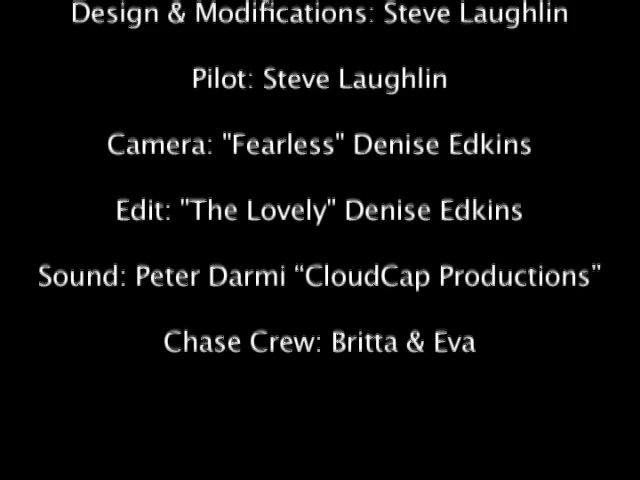 Design & Modifications: Steve Laughlin
Pilot: Steve Laughlin
Camera: "Fearless" Denise Edkins
Edit: "The Lovely" Denise Edkins
Sound: Peter Darmi “CloudCap Productions”
Chase Crew: Britta & Eva